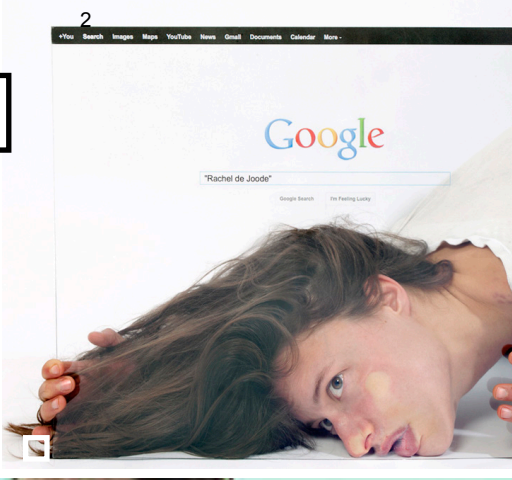 2
+You Search Images Maps YouTube News Gmail Documents Calendar More
Google
"Rachel de Joode"
Google Search I'm Feeling Lucky